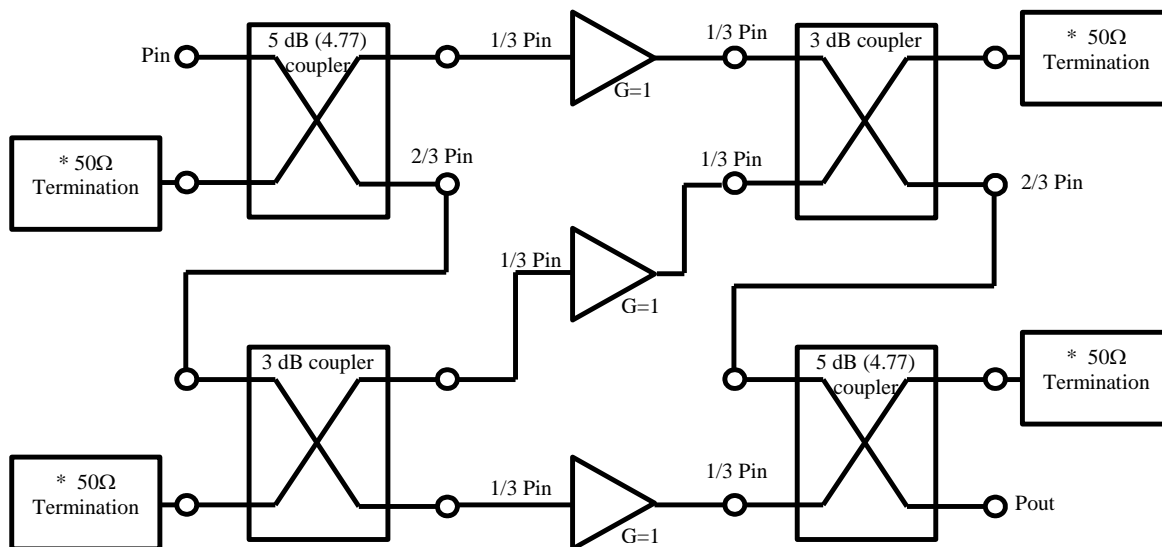 Pin
5 dB (4.77)
coupler
1/3 Pin
G=1
1/3 Pin
3 dB coupler
* 50Ω
Termination
* 50Ω
Termination
2/3 Pin
1/3 Pin
2/3 Pin
1/3 Pin
G=1
3 dB coupler
5 dB (4.77)
coupler
* 50Ω
Termination
* 50Ω
Termination
1/3 Pin
G=1
1/3 Pin
Pout